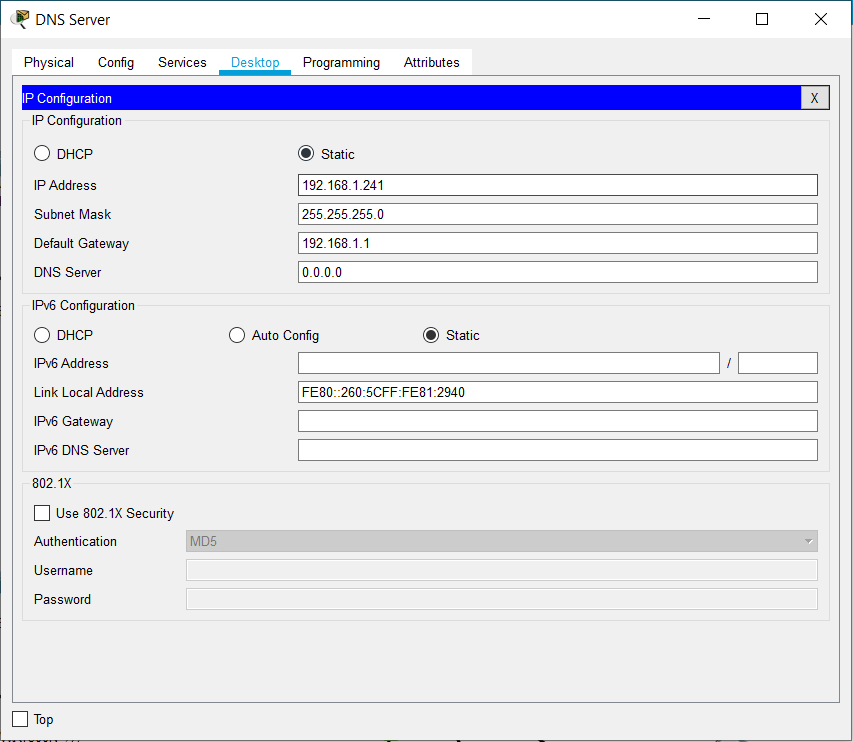 DNS Server
Physical Config Services Desktop Programming Attributes
IP Configuration X
IP Configuration
DHCP Static
IP Address 192.168.1.241
Subnet Mask 255.255.255.0
Default Gateway 192.168.1.1
DNS Server 0.0.0.0
IPv6 Configuration
DHCP Auto Config Static
IPv6 Address /
Link Local Address FE80::260:5CFF:FE81:2940
IPv6 Gateway
IPv6 DNS Server
802.1X
Use 802.1X Security
Authentication MD5
Username
Password
Top